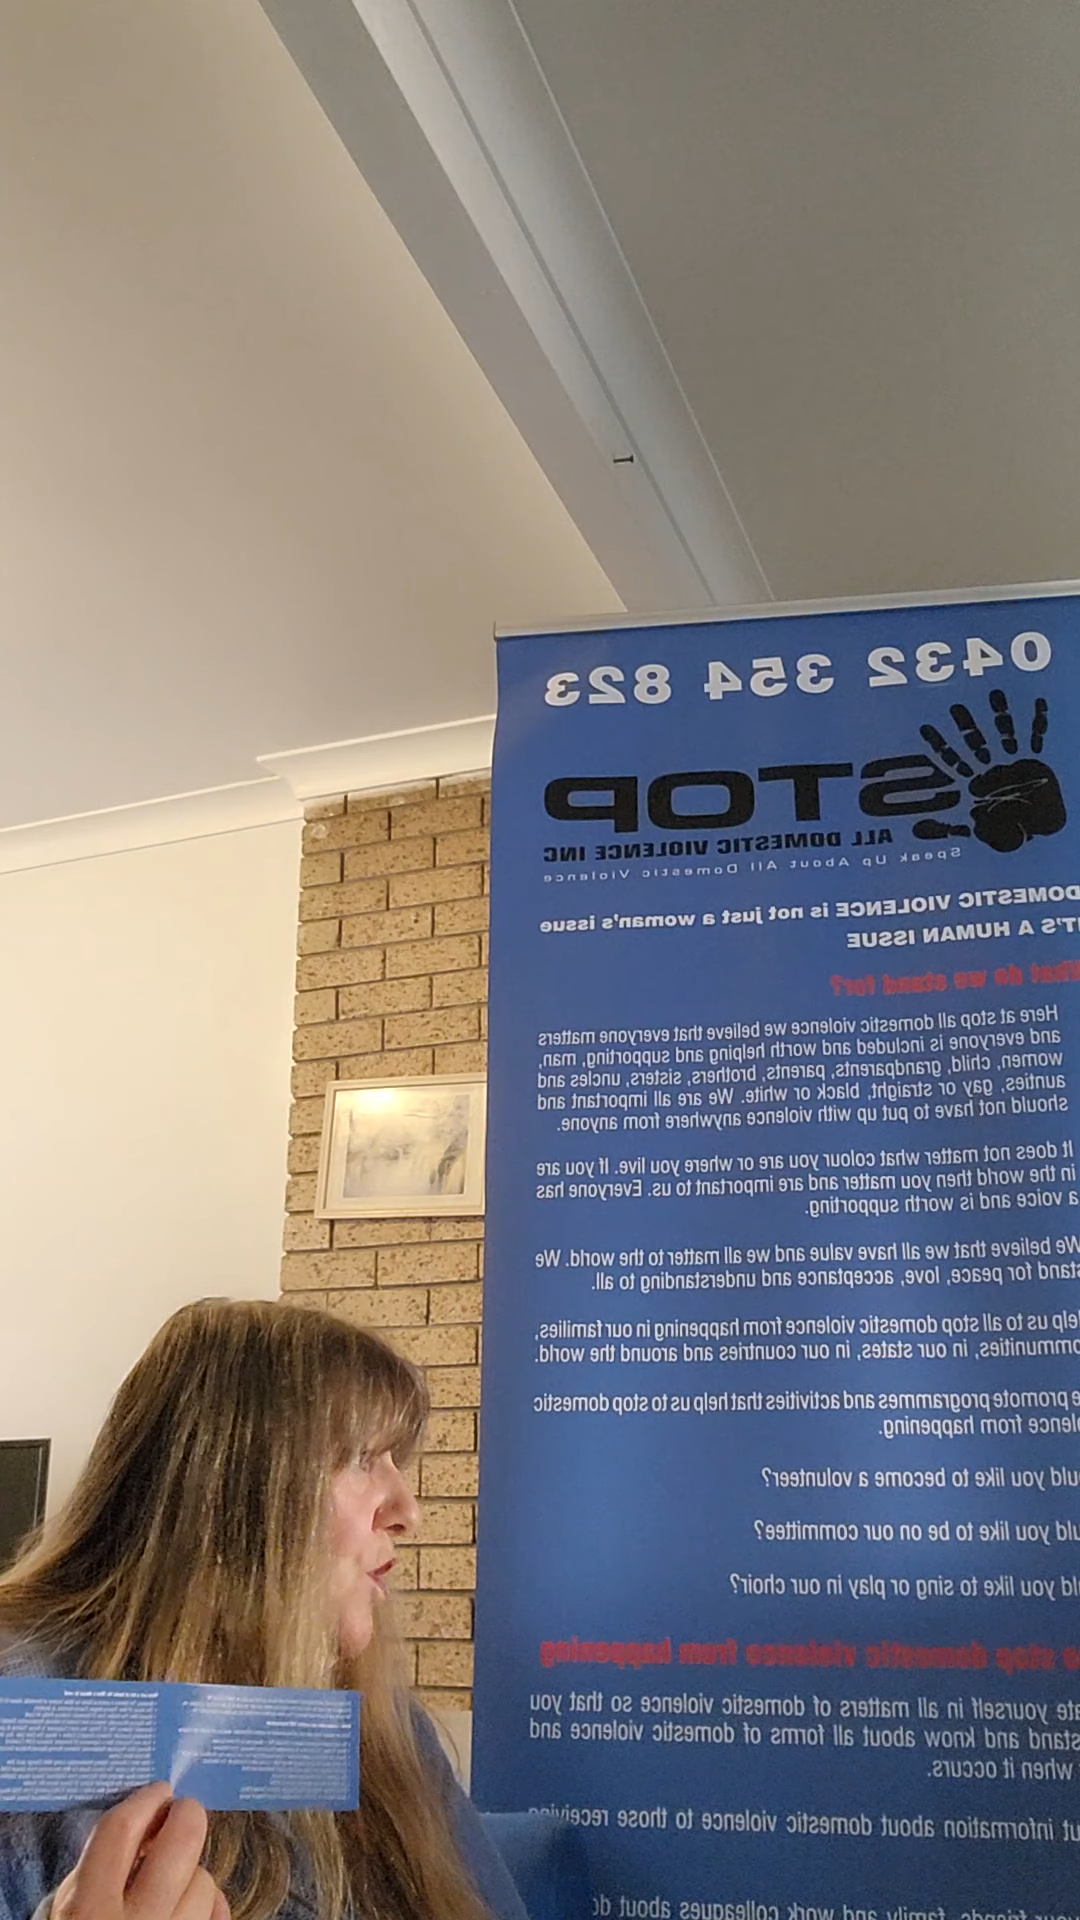 0432 354 823
STOP
ALL DOMESTIC VIOLENCE INC
Speak Up About All Domestic Violence
DOMESTIC VIOLENCE is not just a woman's issue
IT'S A HUMAN ISSUE
What do we stand for?
Here at stop all domestic violence we believe that everyone matters
and everyone is included and worth helping and supporting, man,
women, child, grandparents, parents, brothers, sisters, uncles and
aunties, gay or straight, black or white. We are all important and
should not have to put up with violence anywhere from anyone.
It does not matter what colour you are or where you live. If you are
in the world then you matter and are important to us. Everyone has
a voice and is worth supporting.
We believe that we all have value and we all matter to the world. We
stand for peace, love, acceptance and understanding to all.
elp us to all stop domestic violence from happening in our families,
ommunities, in our states, in our countries and around the world.
e promote programmes and activities that help us to stop domestic
olence from happening.
uld you like to become a volunteer?
uld you like to be on our committee?
ld you like to sing or play in our choir?
o stop domestic violence from happening
ate yourself in all matters of domestic violence so that you
stand and know about all forms of domestic violence and
when it occurs.
ut information about domestic violence to those receiving
friends, family and work colleagues about do